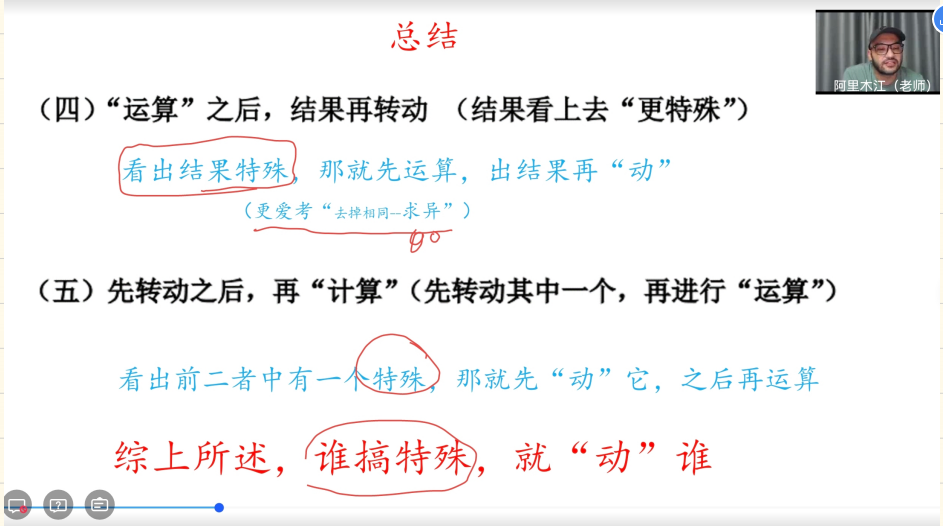 总结
阿里木江（老师）
（四）“运算”之后，结果再转动 （结果看上去“更特殊”）
看出结果特殊，那就先运算，出结果再“动”
（更爱考“去掉相同—求异”）
（五）先转动之后，再“计算”（先转动其中一个，再进行“运算”）
看出前二者中有一个特殊，那就先“动”它，之后再运算
综上所述，谁搞特殊，就“动”谁